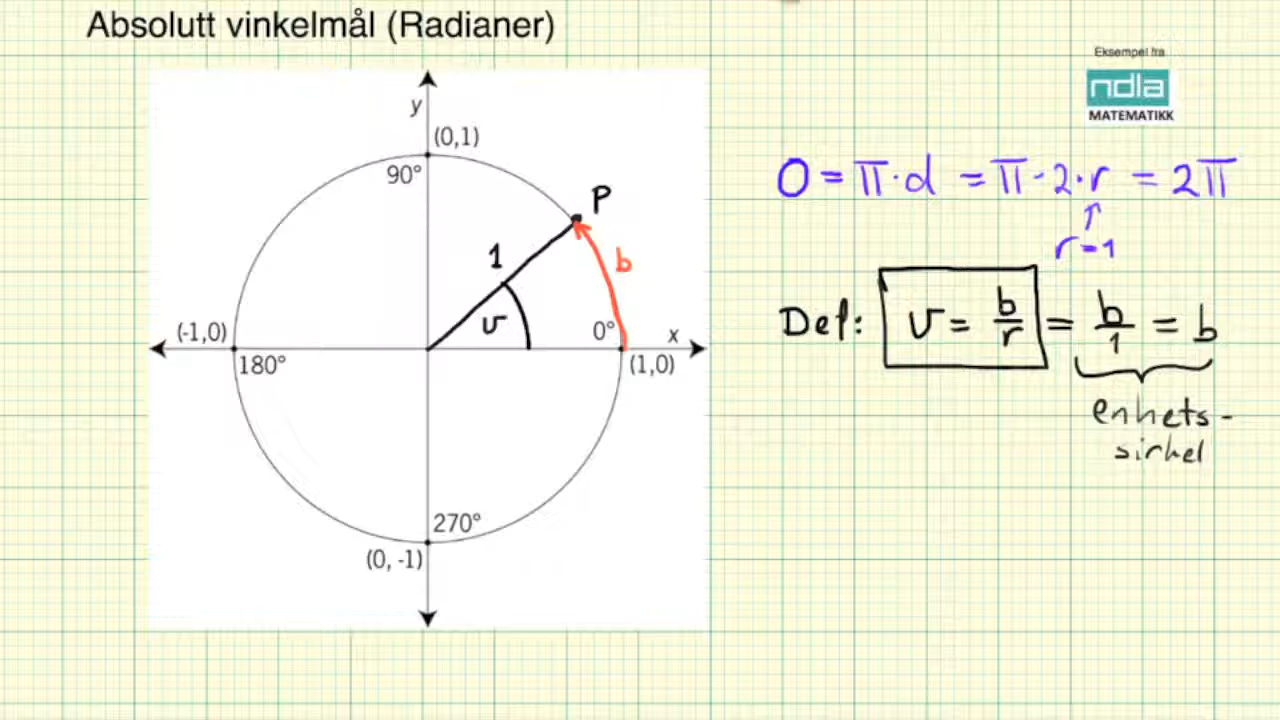 Absolutt vinkelmål (Radianer)
Eksempel fra
ndla
MATEMATIKK
y
(0,1)
90°
P
1
b
v
(-1,0)
0°
x
180°
(1,0)
270°
(0, -1)
O = π · d = π · 2 · r = 2π
↑
r = 1
Def: v = b/r = b/1 = b
enhets-
sirkel